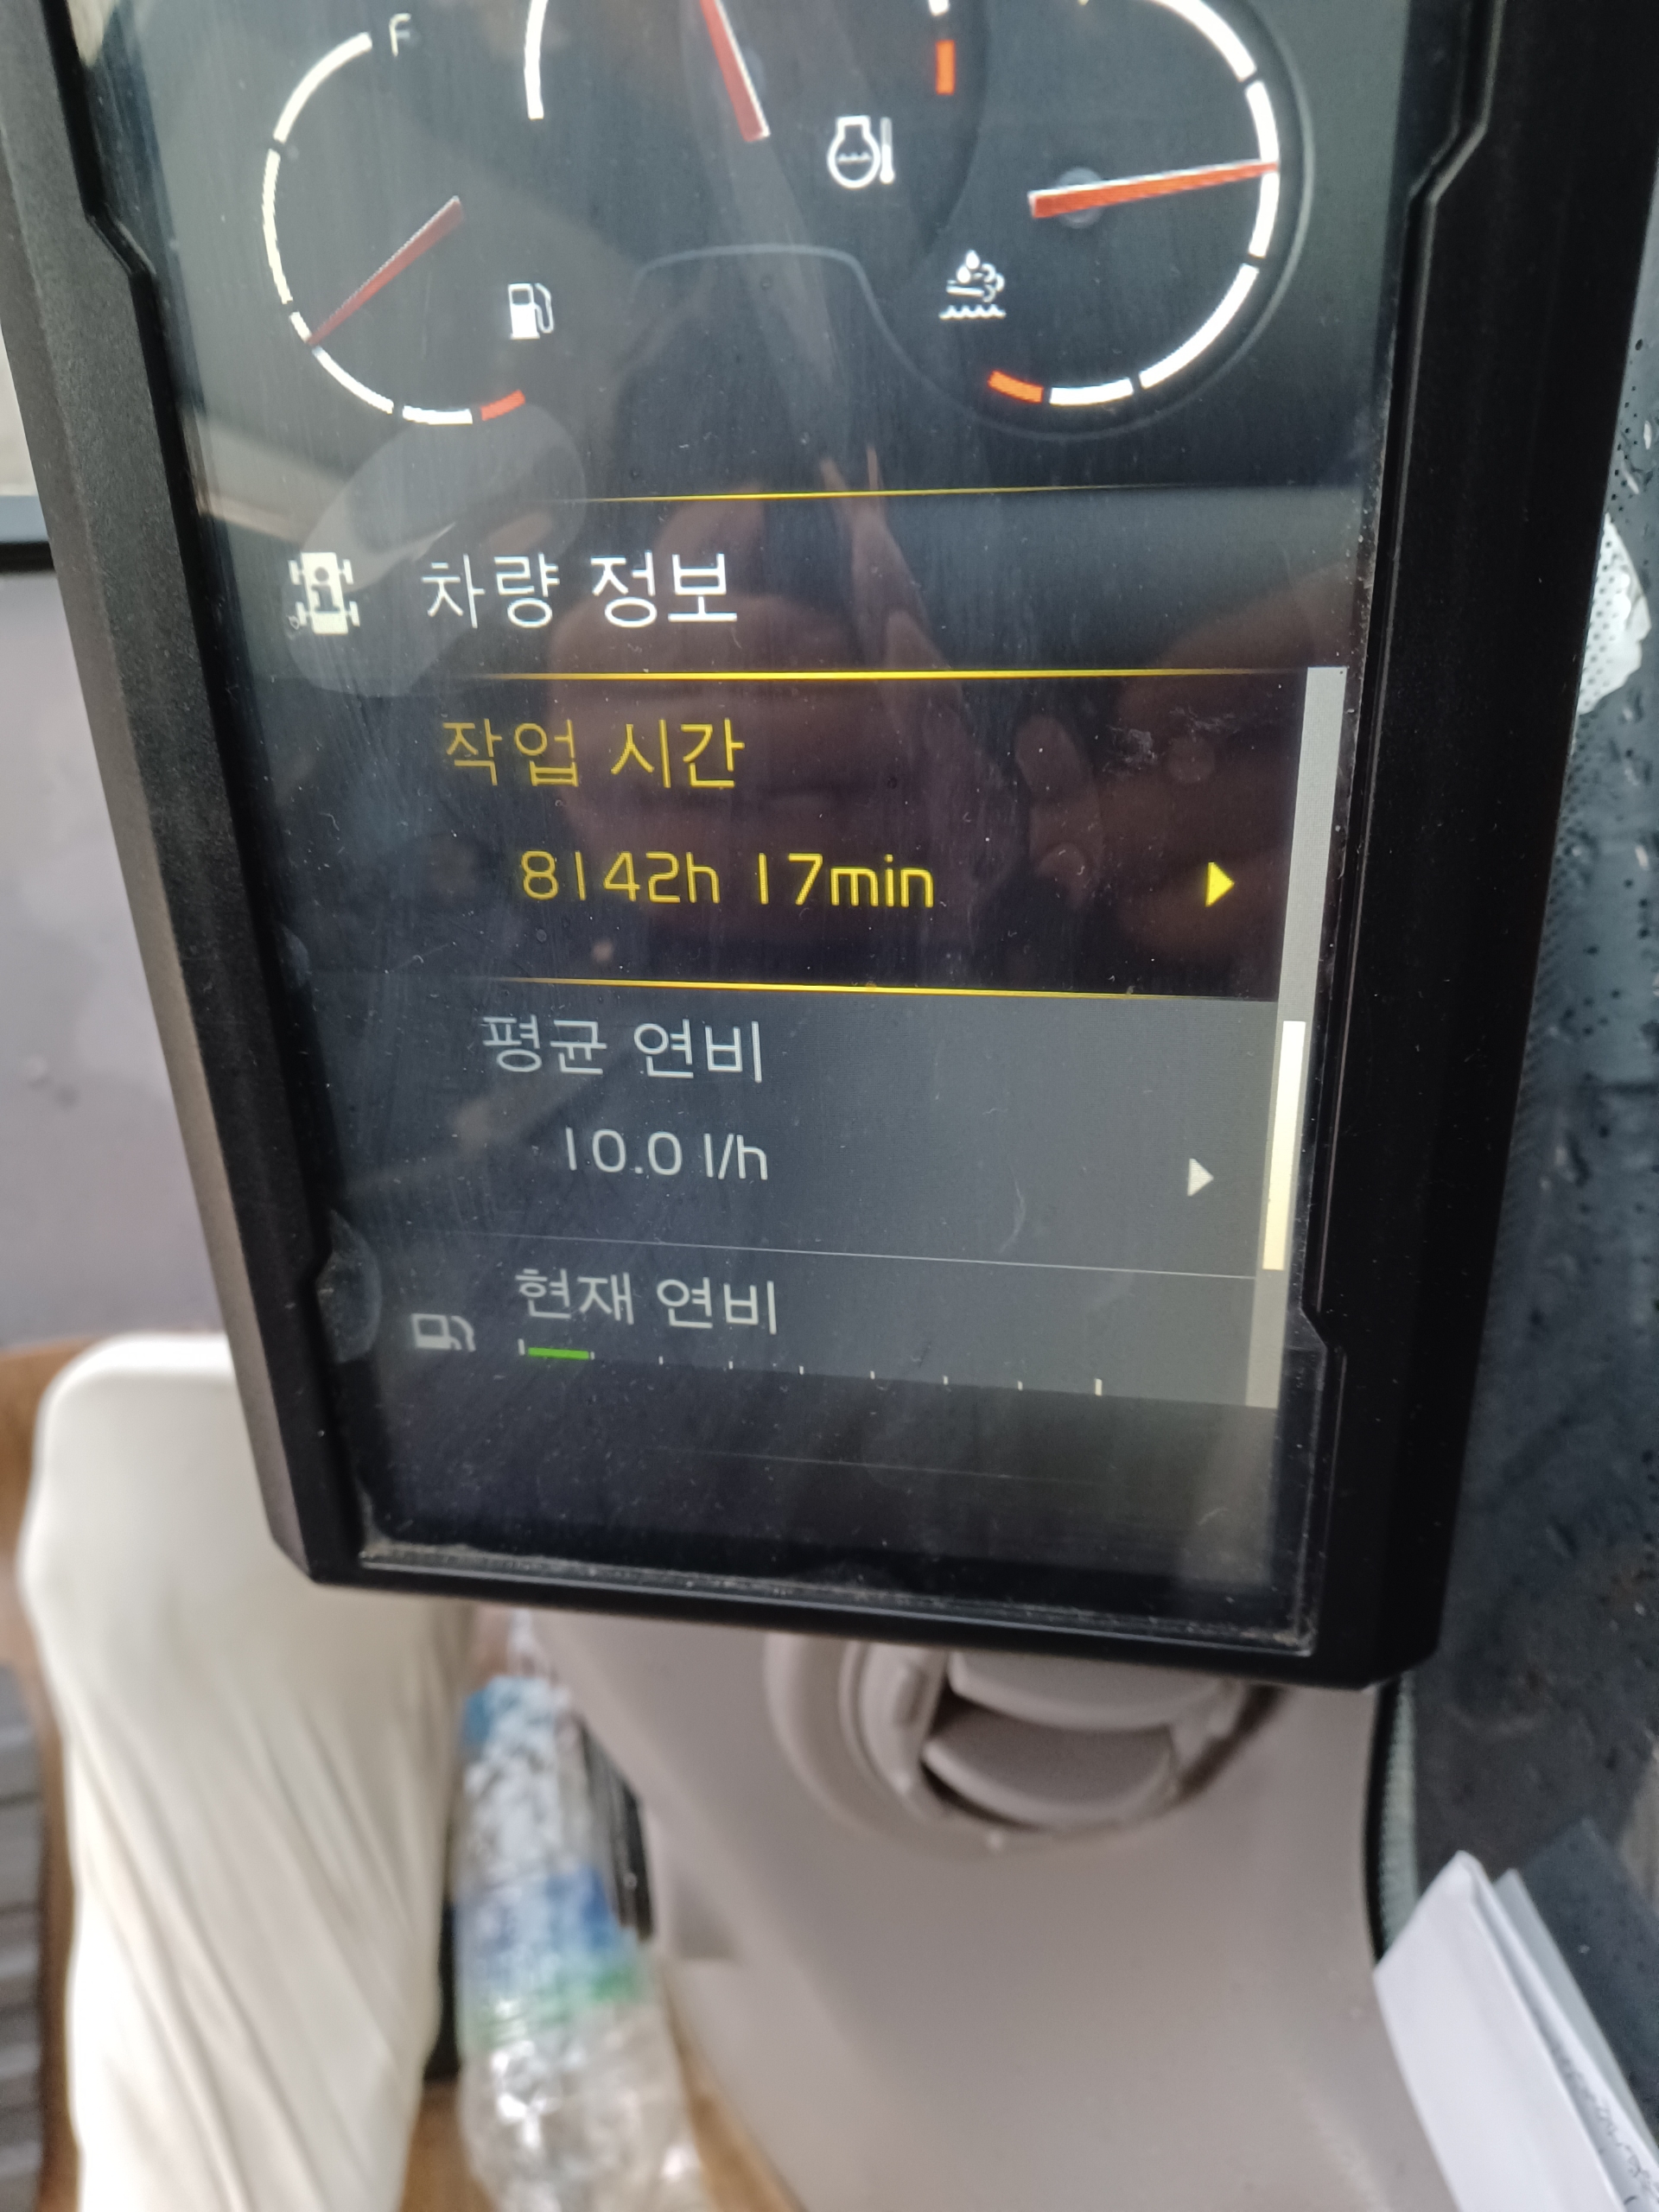 F
차량 정보
작업 시간
8142h 17min
평균 연비
10.0 l/h
현재 연비